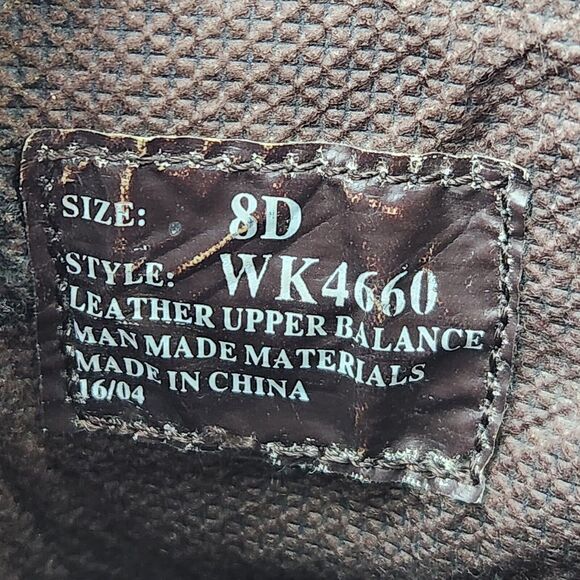 SIZE: 8D
STYLE: WK4660
LEATHER UPPER BALANCE
MAN MADE MATERIALS
MADE IN CHINA
16/04